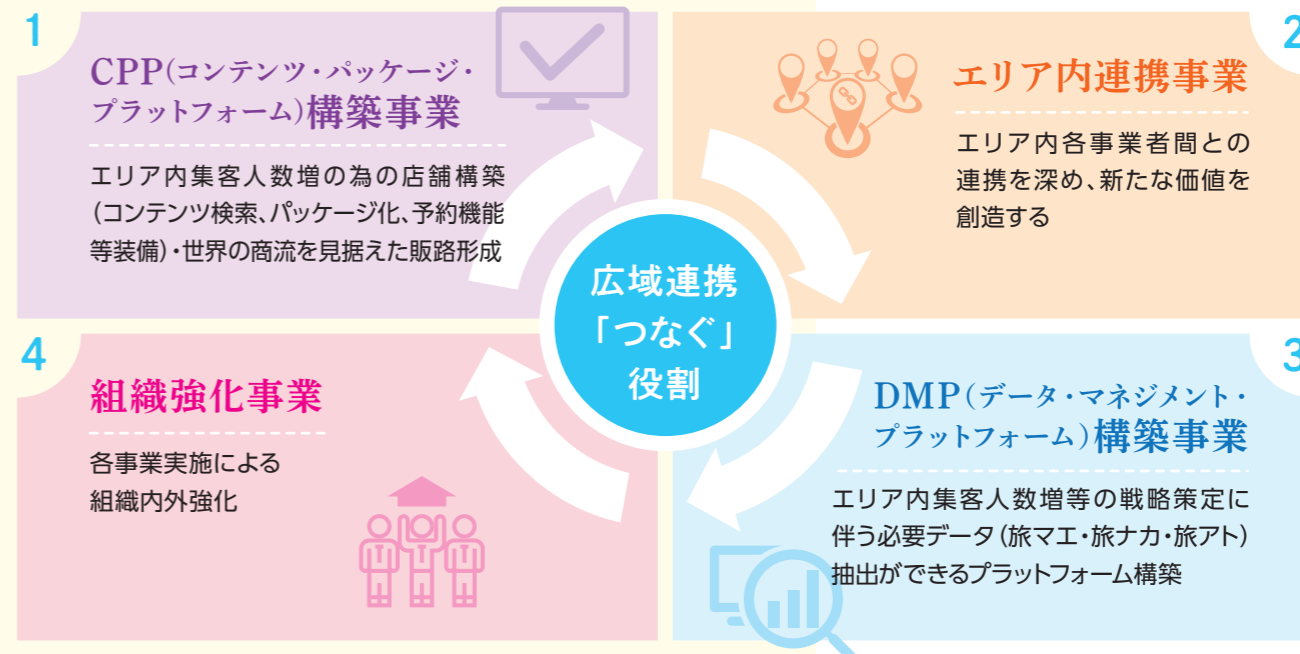 1
CPP(コンテンツ・パッケージ・
プラットフォーム)構築事業
エリア内集客人数増の為の店舗構築
(コンテンツ検索、パッケージ化、予約機能
等装備)・世界の商流を見据えた販路形成
2
エリア内連携事業
エリア内各事業者間との
連携を深め、新たな価値を
創造する
広域連携
「つなぐ」
役割
4
組織強化事業
各事業実施による
組織内外強化
3
DMP(データ・マネジメント・
プラットフォーム)構築事業
エリア内集客人数増等の戦略策定に
伴う必要データ(旅マエ・旅ナカ・旅アト)
抽出ができるプラットフォーム構築